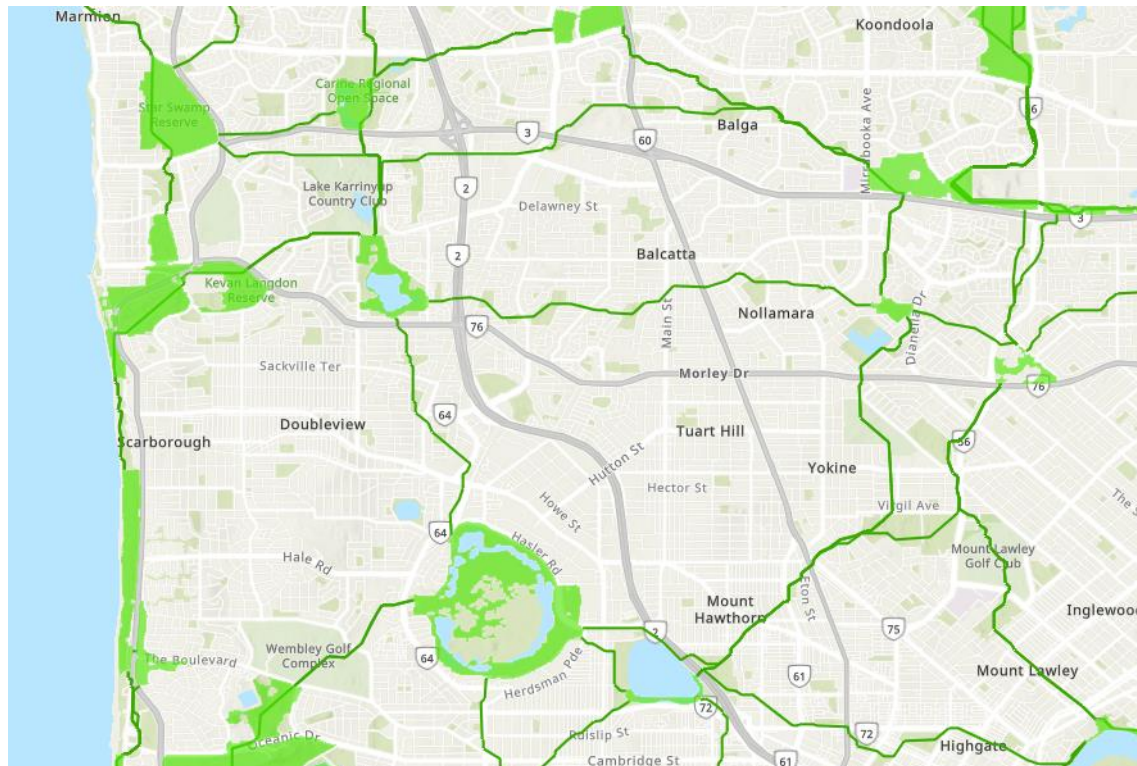 Marmion
Koondoola
Carine Regional
Open Space
Star Swamp
Reserve
56
3
Balga
60
Mirrabooka Ave
Lake Karrinyup
Country Club
2
Delawney St
3
2
Balcatta
Kevan Langdon
Reserve
76
Main St
Nollamara
Dianella Dr
Sackville Ter
Morley Dr
76
64
Doubleview
Scarborough
Tuart Hill
56
Hutton St
Yokine
Hector St
Howe St
Virgil Ave
The S
64
Hasler Rd
Hale Rd
Mount Lawley
Golf Club
Eton St
Mount
Hawthorn
Inglewood
2
75
Wembley Golf
Complex
The Boulevard
64
Herdsman Pde
61
Mount Lawley
72
Ruislip St
72
Oceanic Dr
Highgate
Cambridge St
61